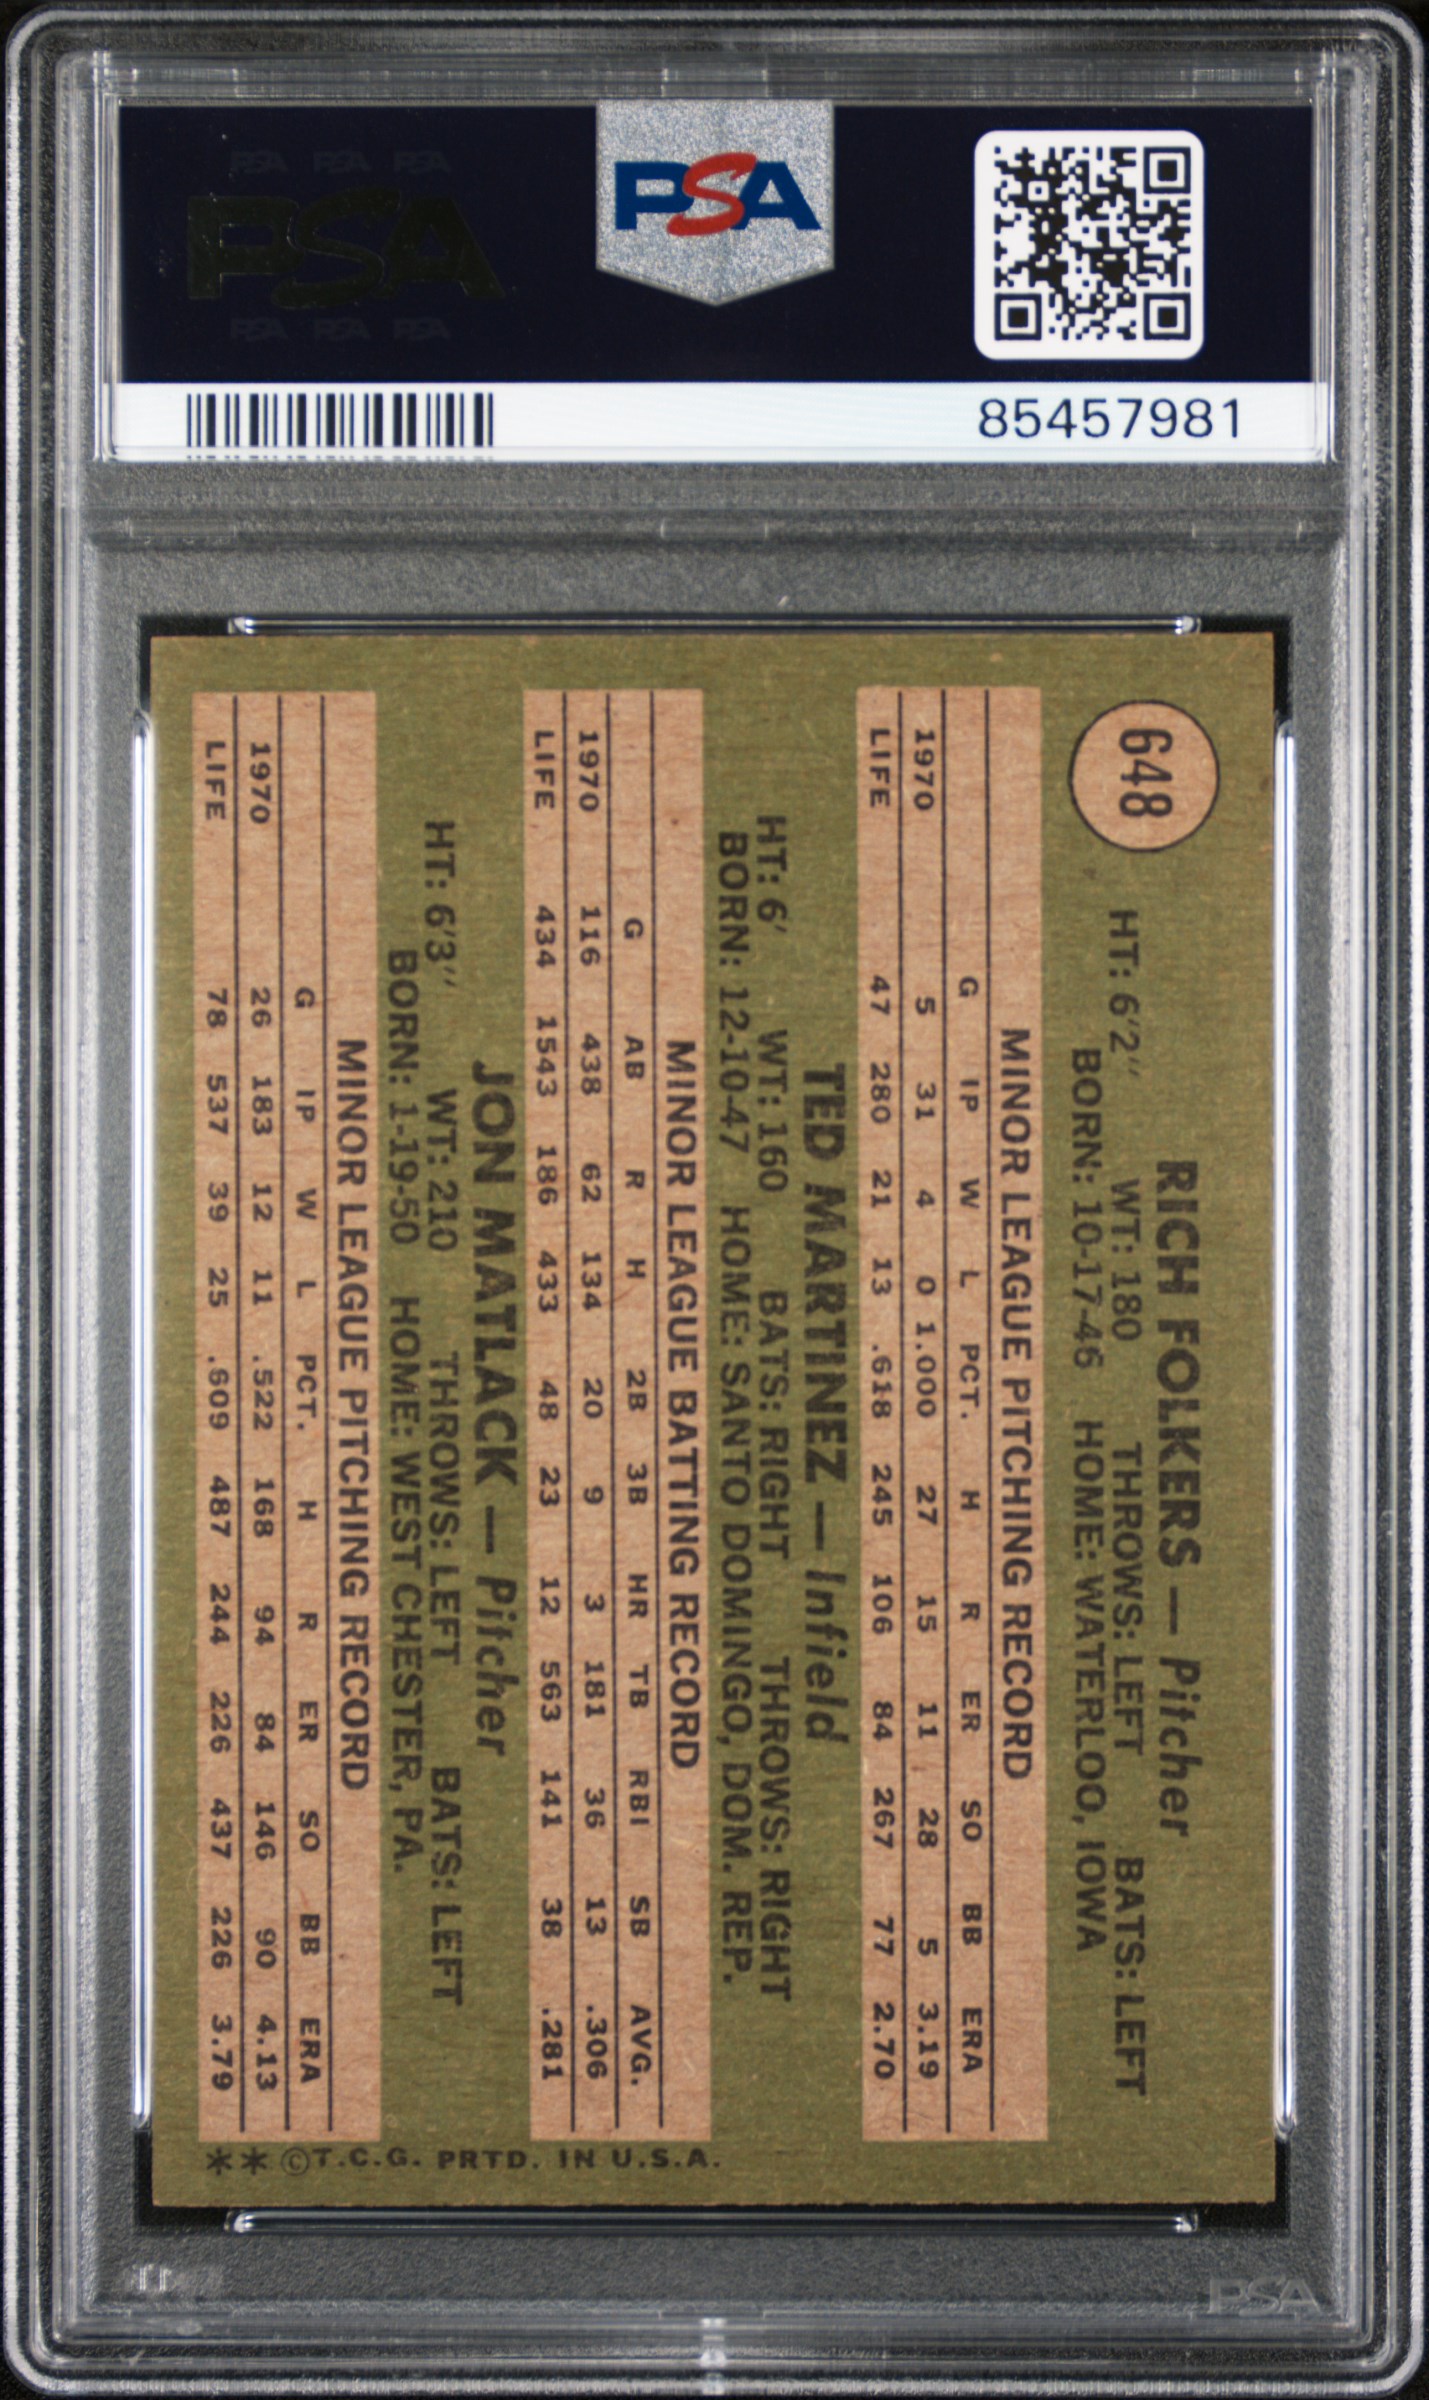 PSA PSA PSA
PSA
PSA PSA PSA
PSA
85457981
648
RICH FOLKERS — Pitcher
HT: 6'2" WT: 180 THROWS: LEFT BATS: LEFT
BORN: 10-17-46 HOME: WATERLOO, IOWA
MINOR LEAGUE PITCHING RECORD
G IP W L PCT. H R ER SO BB ERA
1970 5 31 4 0 1.000 27 15 11 28 5 3.19
LIFE 47 280 21 13 .618 245 106 84 267 77 2.70
TED MARTINEZ — Infield
HT: 6' WT: 160 BATS: RIGHT THROWS: RIGHT
BORN: 12-10-47 HOME: SANTO DOMINGO, DOM. REP.
MINOR LEAGUE BATTING RECORD
G AB R H 2B 3B HR TB RBI SB AVG.
1970 116 438 62 134 20 9 3 181 36 13 .306
LIFE 434 1543 186 433 48 23 12 563 141 38 .281
JON MATLACK — Pitcher
HT: 6'3" WT: 210 THROWS: LEFT BATS: LEFT
BORN: 1-19-50 HOME: WEST CHESTER, PA.
MINOR LEAGUE PITCHING RECORD
G IP W L PCT. H R ER SO BB ERA
1970 26 183 12 11 .522 168 94 84 146 90 4.13
LIFE 78 537 39 25 .609 487 244 226 437 226 3.79
** ©T.C.G. PRTD. IN U.S.A.
PSA